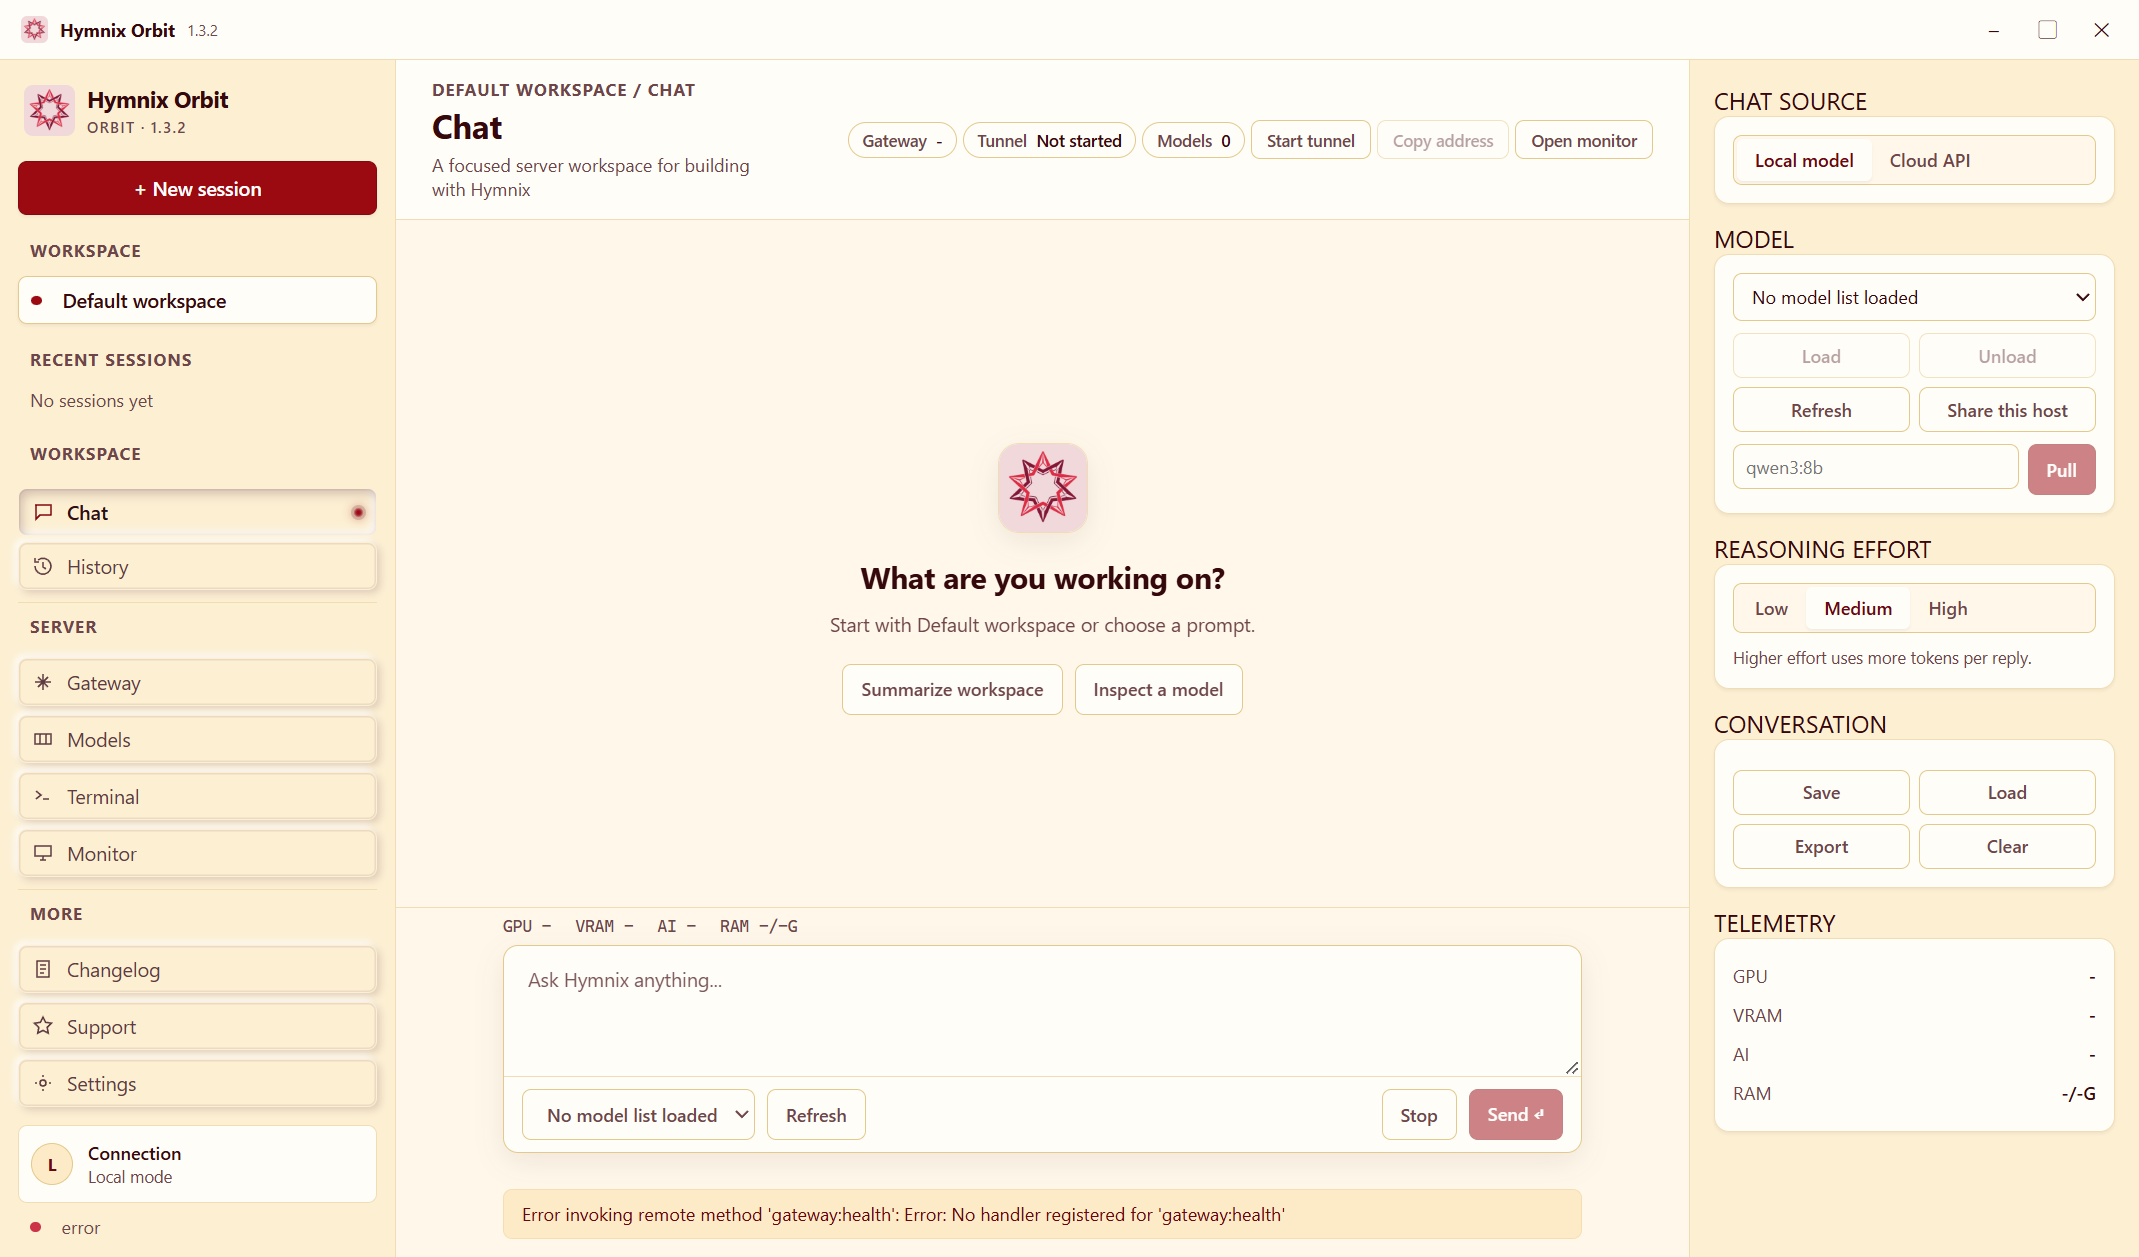 Hymnix Orbit 1.3.2
Hymnix Orbit
ORBIT · 1.3.2
+ New session
WORKSPACE
Default workspace
RECENT SESSIONS
No sessions yet
WORKSPACE
Chat
History
SERVER
Gateway
Models
Terminal
Monitor
MORE
Changelog
Support
Settings
L
Connection
Local mode
error
DEFAULT WORKSPACE / CHAT
Chat
A focused server workspace for building
with Hymnix
Gateway -
Tunnel Not started
Models 0
Start tunnel
Copy address
Open monitor
What are you working on?
Start with Default workspace or choose a prompt.
Summarize workspace
Inspect a model
GPU - VRAM - AI - RAM -/-G
Ask Hymnix anything...
No model list loaded
Refresh
Stop
Send ⏎
Error invoking remote method 'gateway:health': Error: No handler registered for 'gateway:health'
CHAT SOURCE
Local model
Cloud API
MODEL
No model list loaded
Load
Unload
Refresh
Share this host
qwen3:8b
Pull
REASONING EFFORT
Low
Medium
High
Higher effort uses more tokens per reply.
CONVERSATION
Save
Load
Export
Clear
TELEMETRY
GPU -
VRAM -
AI -
RAM -/-G